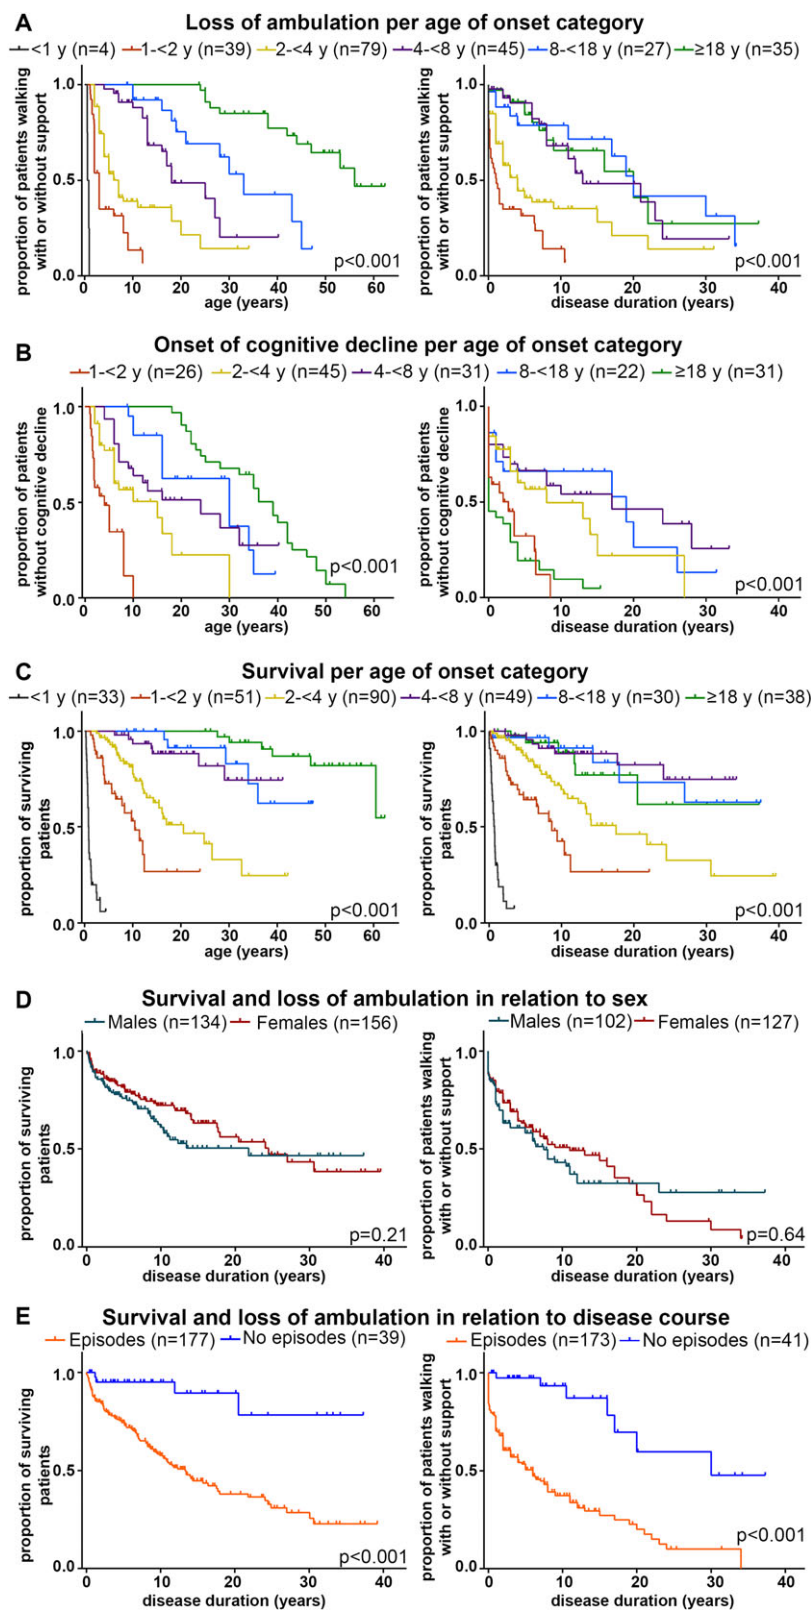 A Loss of ambulation per age of onset category
<1 y (n=4) 1-<2 y (n=39) 2-<4 y (n=79) 4-<8 y (n=45) 8-<18 y (n=27) ≥18 y (n=35)
proportion of patients walking
with or without support
1.0
0.5
0.0
0 10 20 30 40 50 60
age (years)
p<0.001
proportion of patients walking
with or without support
1.0
0.5
0.0
0 10 20 30 40
disease duration (years)
p<0.001
B Onset of cognitive decline per age of onset category
1-<2 y (n=26) 2-<4 y (n=45) 4-<8 y (n=31) 8-<18 y (n=22) ≥18 y (n=31)
proportion of patients
without cognitive decline
1.0
0.5
0.0
0 10 20 30 40 50 60
age (years)
p<0.001
proportion of patients
without cognitive decline
1.0
0.5
0.0
0 10 20 30 40
disease duration (years)
p<0.001
C Survival per age of onset category
<1 y (n=33) 1-<2 y (n=51) 2-<4 y (n=90) 4-<8 y (n=49) 8-<18 y (n=30) ≥18 y (n=38)
proportion of surviving
patients
1.0
0.5
0.0
0 10 20 30 40 50 60
age (years)
p<0.001
proportion of surviving
patients
1.0
0.5
0.0
0 10 20 30 40
disease duration (years)
p<0.001
D Survival and loss of ambulation in relation to sex
Males (n=134) Females (n=156)
proportion of surviving
patients
1.0
0.5
0.0
0 10 20 30 40
disease duration (years)
p=0.21
Males (n=102) Females (n=127)
proportion of patients walking
with or without support
1.0
0.5
0.0
0 10 20 30 40
disease duration (years)
p=0.64
E Survival and loss of ambulation in relation to disease course
Episodes (n=177) No episodes (n=39)
proportion of surviving
patients
1.0
0.5
0.0
0 10 20 30 40
disease duration (years)
p<0.001
Episodes (n=173) No episodes (n=41)
proportion of patients walking
with or without support
1.0
0.5
0.0
0 10 20 30 40
disease duration (years)
p<0.001